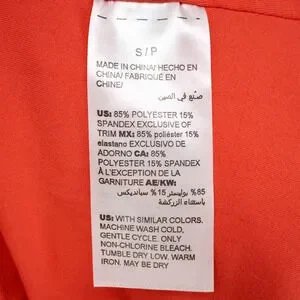 S / P
MADE IN CHINA/ HECHO EN
CHINA/ FABRIQUÉ EN
CHINE/
صنع في الصين
US: 85% POLYESTER 15%
SPANDEX EXCLUSIVE OF
TRIM MX: 85% poliéster 15%
elastano EXCLUSIVO DE
ADORNO CA: 85%
POLYESTER 15% SPANDEX
À L'EXCEPTION DE LA
GARNITURE AE/KW:
85% بوليستر 15% سبانديكس
باستثناء الزركشة
US: WITH SIMILAR COLORS.
MACHINE WASH COLD,
GENTLE CYCLE. ONLY
NON-CHLORINE BLEACH.
TUMBLE DRY LOW. WARM
IRON. MAY BE DRY